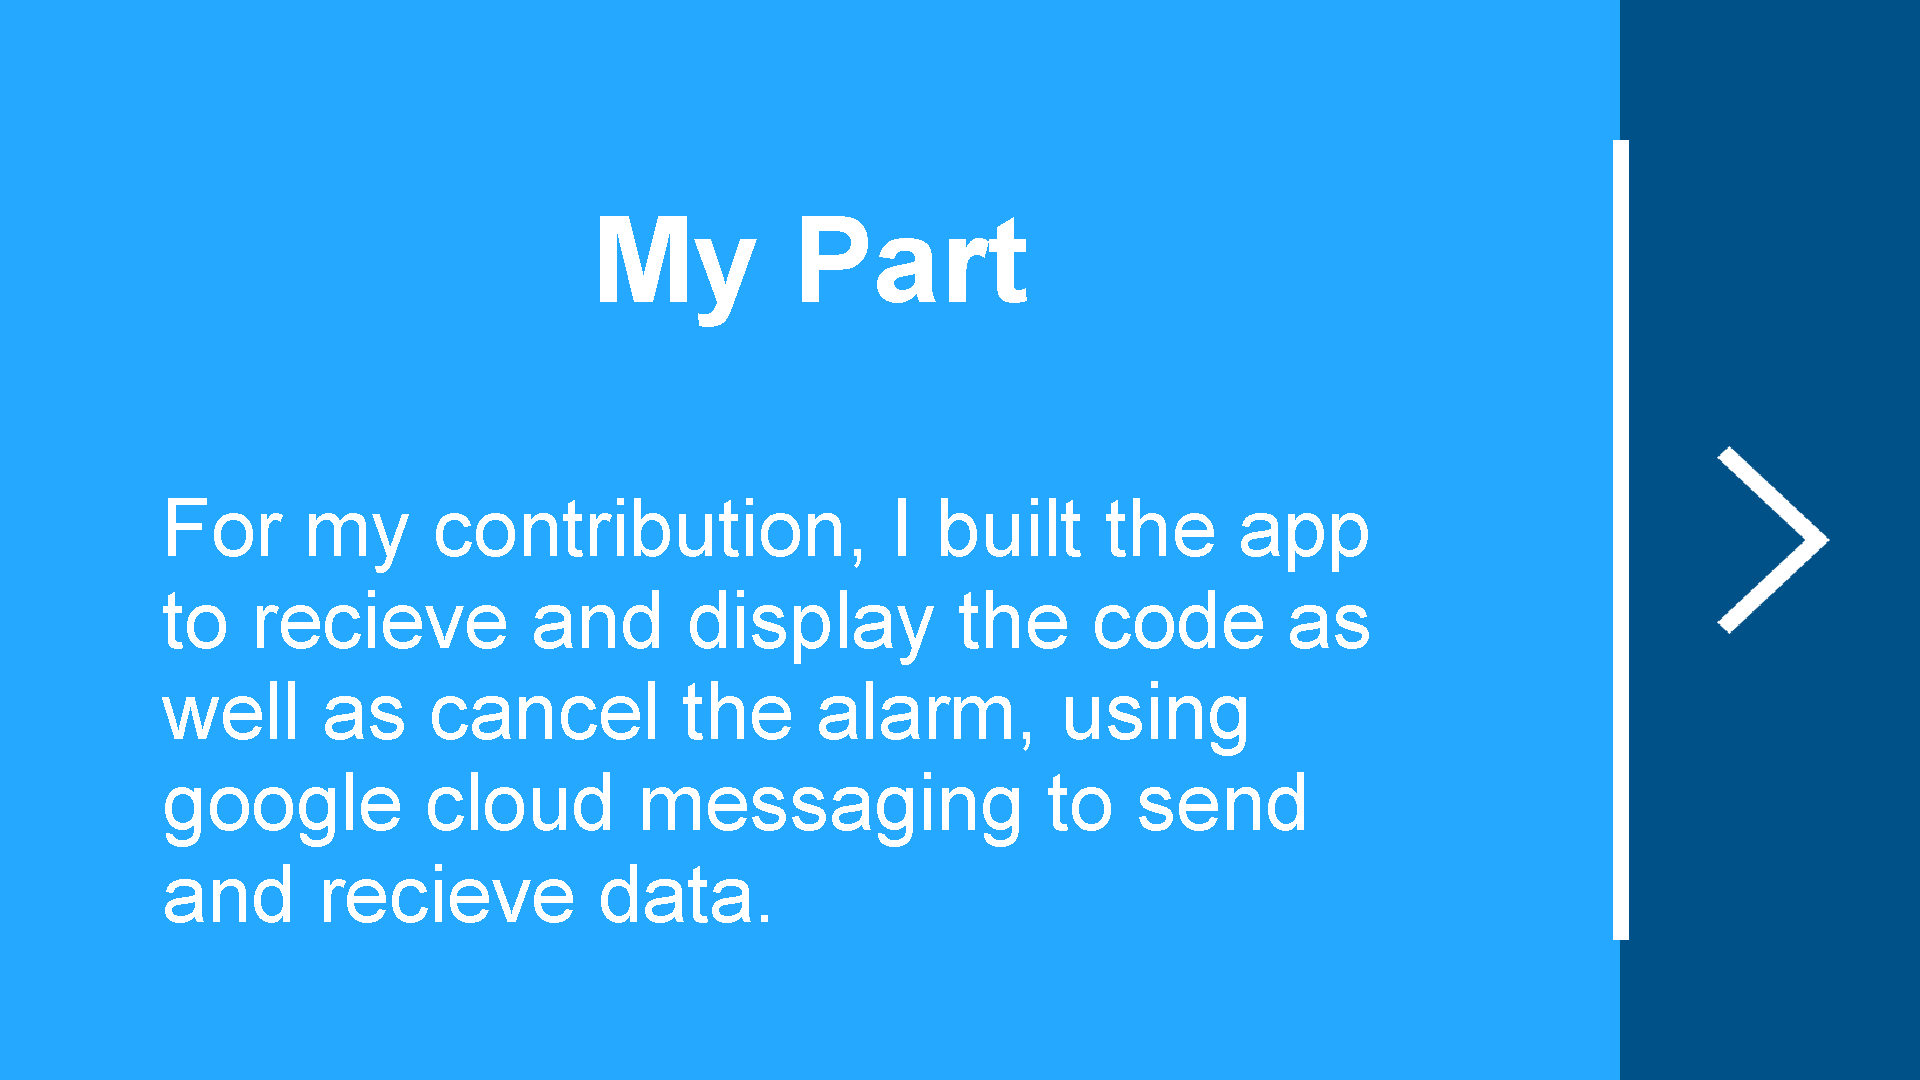 My Part
For my contribution, I built the app
to recieve and display the code as
well as cancel the alarm, using
google cloud messaging to send
and recieve data.